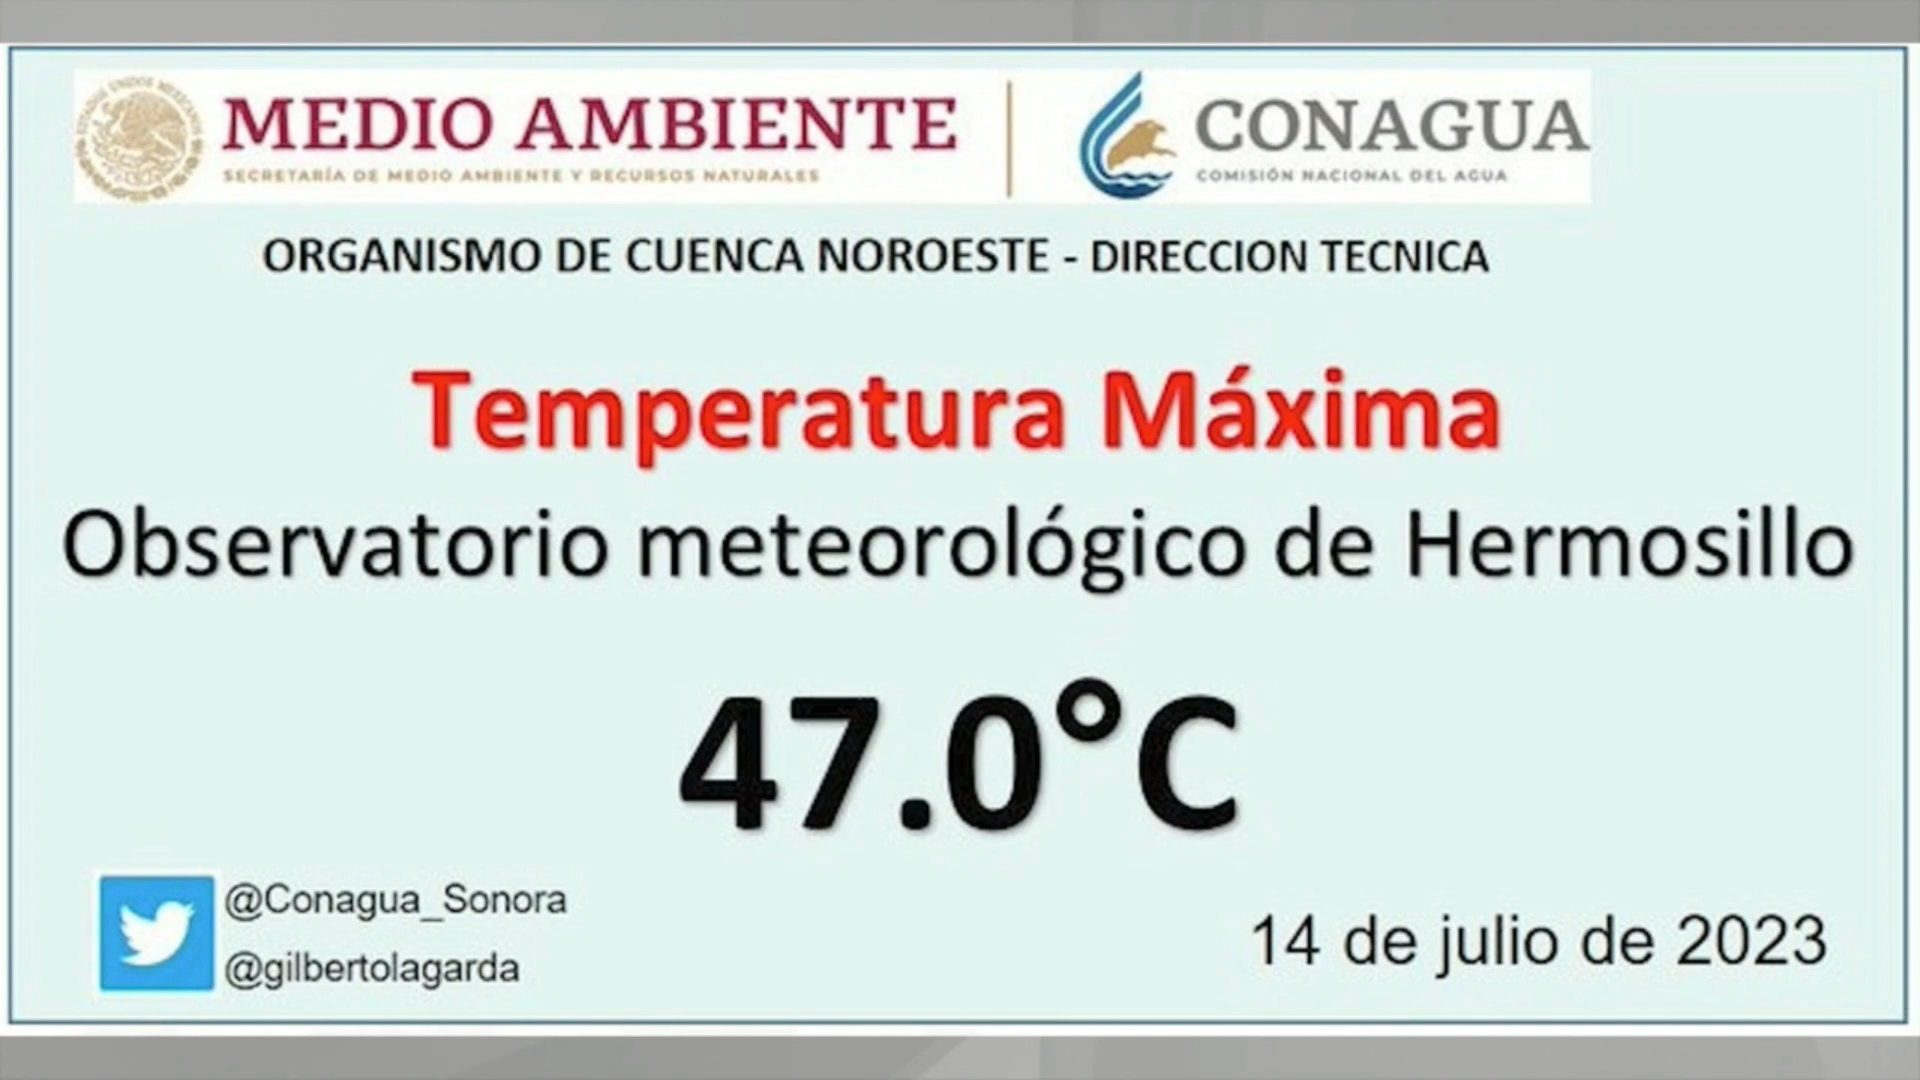 MEDIO AMBIENTE
SECRETARÍA DE MEDIO AMBIENTE Y RECURSOS NATURALES
CONAGUA
COMISIÓN NACIONAL DEL AGUA
ORGANISMO DE CUENCA NOROESTE - DIRECCION TECNICA
Temperatura Máxima
Observatorio meteorológico de Hermosillo
47.0°C
@Conagua_Sonora
@gilbertolagarda
14 de julio de 2023